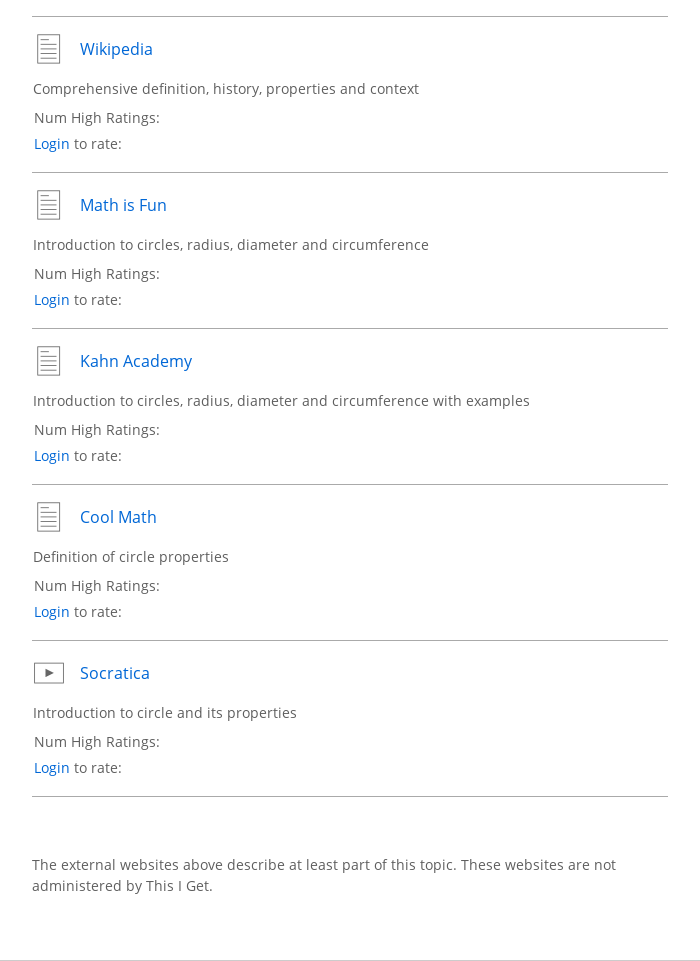 Wikipedia
Comprehensive definition, history, properties and context
Num High Ratings:
Login to rate:
Math is Fun
Introduction to circles, radius, diameter and circumference
Num High Ratings:
Login to rate:
Kahn Academy
Introduction to circles, radius, diameter and circumference with examples
Num High Ratings:
Login to rate:
Cool Math
Definition of circle properties
Num High Ratings:
Login to rate:
Socratica
Introduction to circle and its properties
Num High Ratings:
Login to rate:
The external websites above describe at least part of this topic. These websites are not
administered by This I Get.